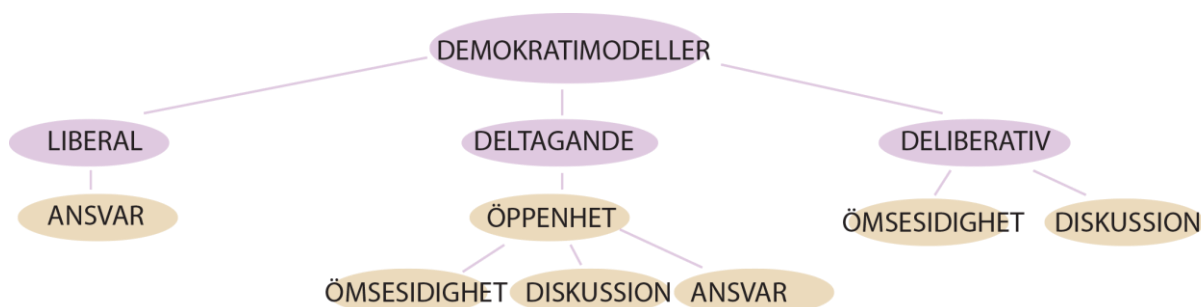 DEMOKRATIMODELLER
LIBERAL
DELTAGANDE
DELIBERATIV
ANSVAR
ÖPPENHET
ÖMSESIDIGHET
DISKUSSION
ÖMSESIDIGHET
DISKUSSION
ANSVAR